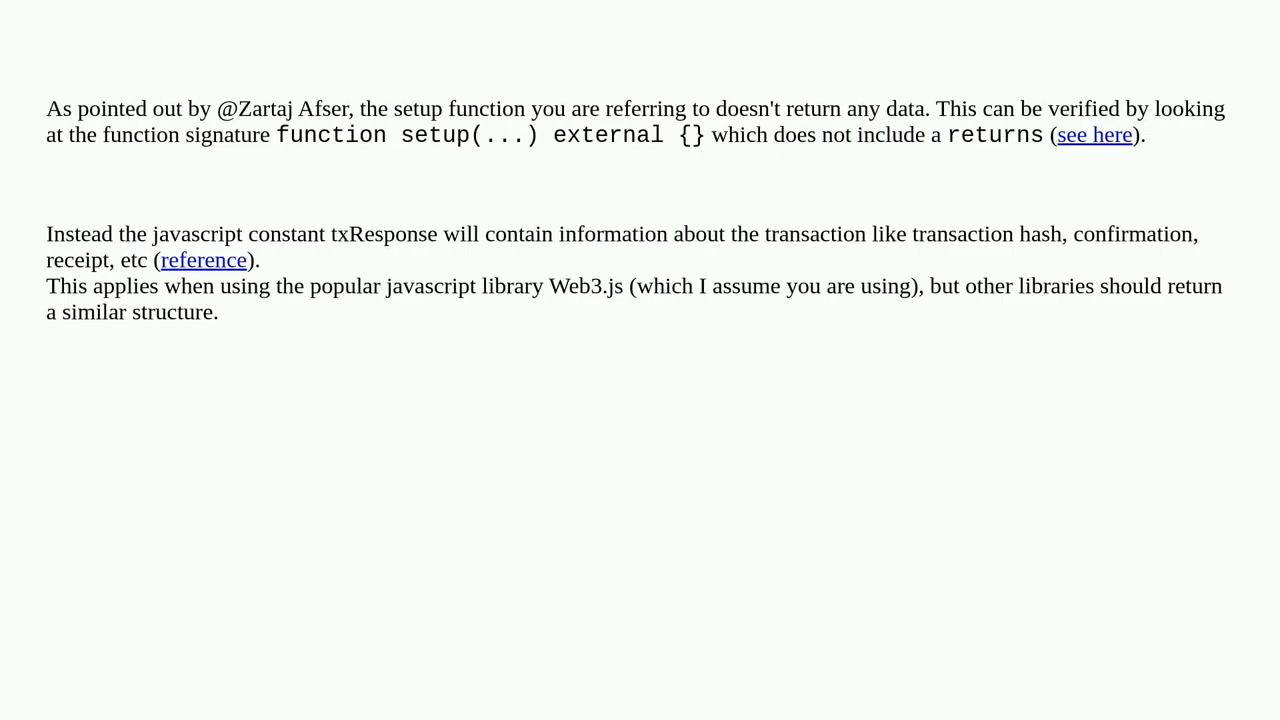 As pointed out by @Zartaj Afser, the setup function you are referring to doesn't return any data. This can be verified by looking
at the function signature function setup(...) external {} which does not include a returns (see here).
Instead the javascript constant txResponse will contain information about the transaction like transaction hash, confirmation,
receipt, etc (reference).
This applies when using the popular javascript library Web3.js (which I assume you are using), but other libraries should return
a similar structure.